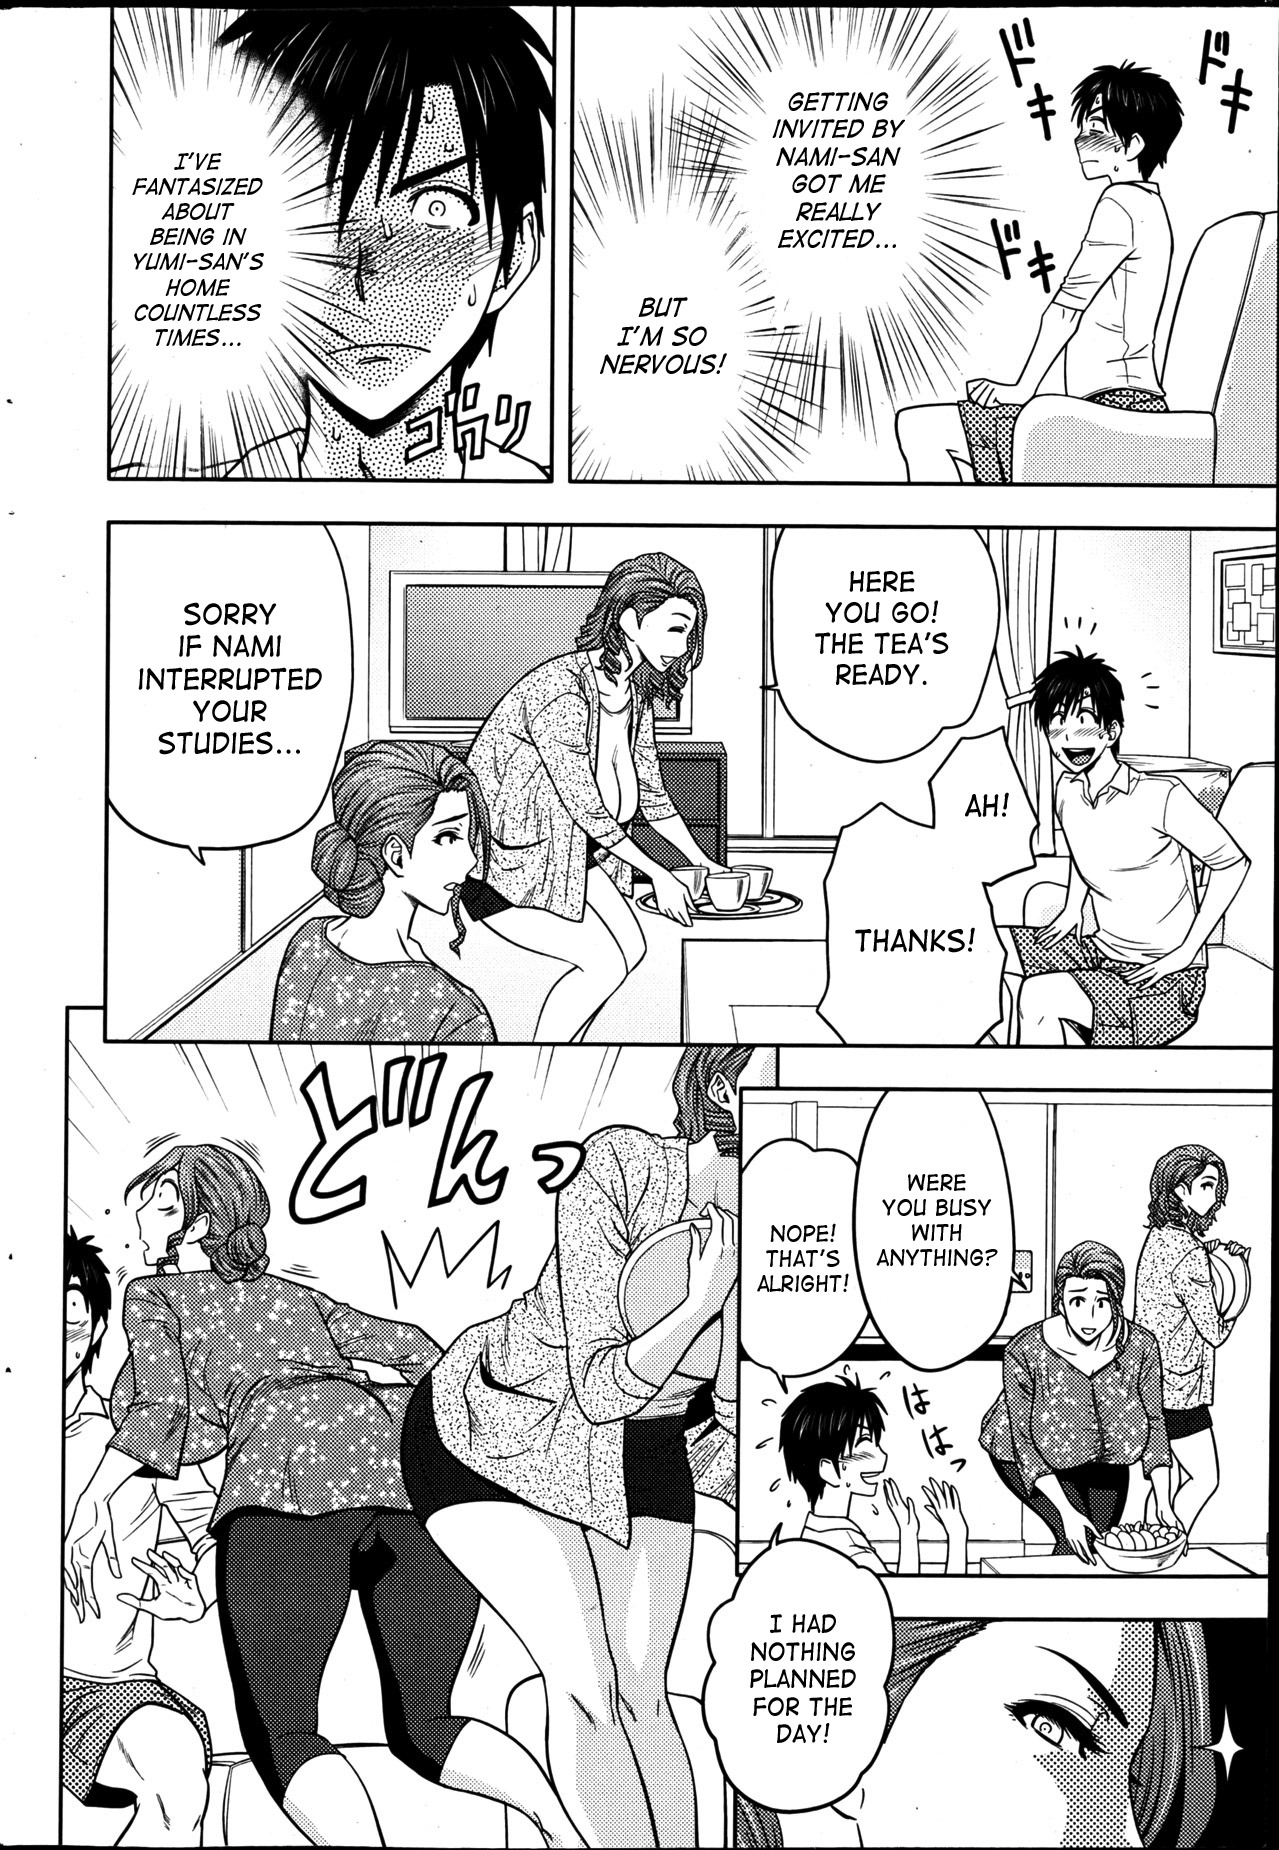 GETTING
INVITED BY
NAMI-SAN
GOT ME
REALLY
EXCITED...
ドキ
ドキ
ドキ
BUT
I'M SO
NERVOUS!
I'VE
FANTASIZED
ABOUT
BEING IN
YUMI-SAN'S
HOME
COUNTLESS
TIMES...
ゴクリ
HERE
YOU GO!
THE TEA'S
READY.
AH!
THANKS!
SORRY
IF NAMI
INTERRUPTED
YOUR
STUDIES...
WERE
YOU BUSY
WITH
ANYTHING?
NOPE!
THAT'S
ALRIGHT!
は
はっ
I HAD
NOTHING
PLANNED
FOR THE
DAY!
どんっ